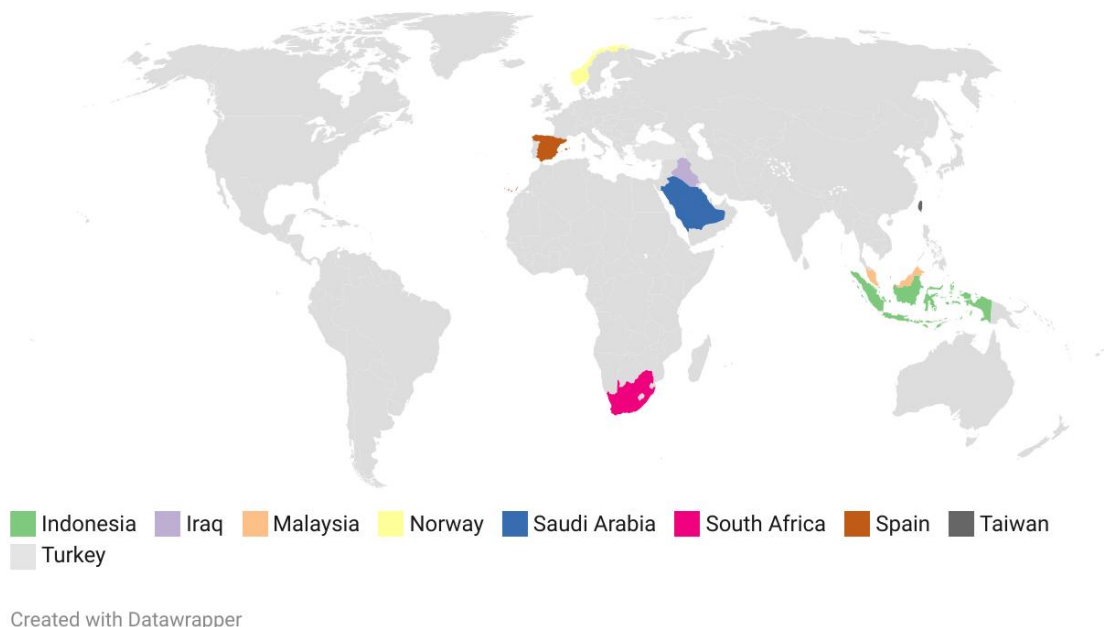 Indonesia Iraq Malaysia Norway Saudi Arabia South Africa Spain Taiwan
Turkey
Created with Datawrapper